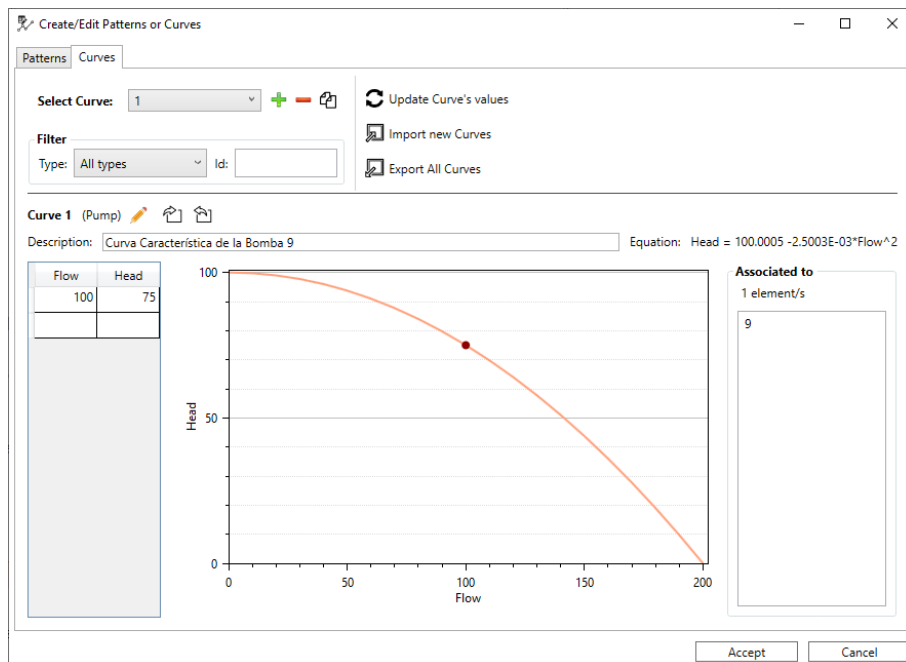 Create/Edit Patterns or Curves
Patterns Curves
Select Curve: 1
Update Curve's values
Filter
Import new Curves
Type: All types Id:
Export All Curves
Curve 1 (Pump)
Description: Curva Característica de la Bomba 9 Equation: Head = 100.0005 -2.5003E-03*Flow^2
Flow Head
100 75
100
50
0
Head
0 50 100 150 200
Flow
Associated to
1 element/s
9
Accept Cancel